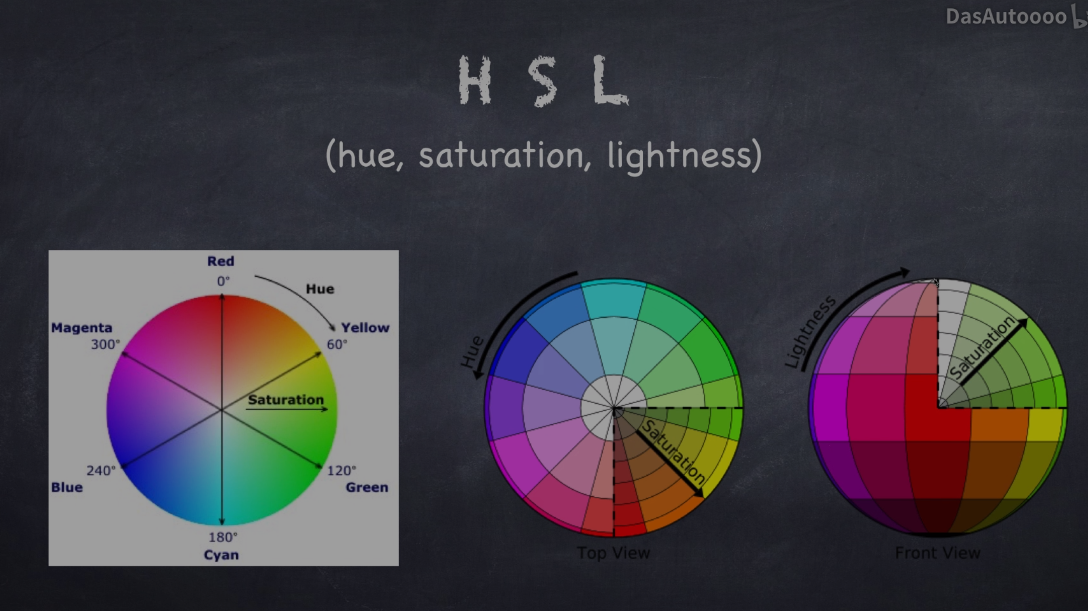 DasAutoooo
H S L
(hue, saturation, lightness)
Red
0°
Hue
Magenta
300°
Yellow
60°
Saturation
240°
Blue
120°
Green
180°
Cyan
Hue
Saturation
Top View
Lightness
Saturation
Front View